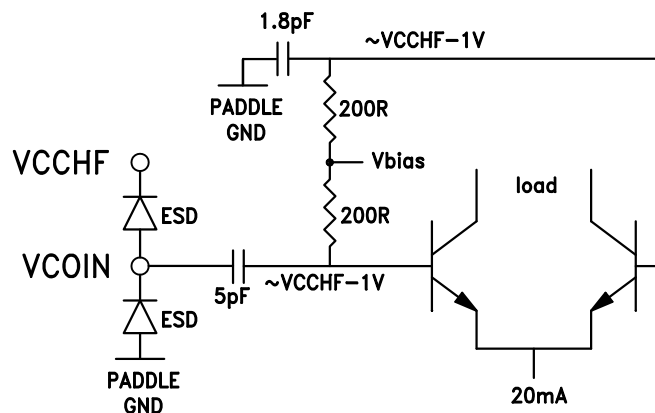 1.8pF
~VCCHF-1V
PADDLE
GND
200R
VCCHF
Vbias
load
ESD
200R
VCOIN
5pF
~VCCHF-1V
ESD
PADDLE
GND
20mA